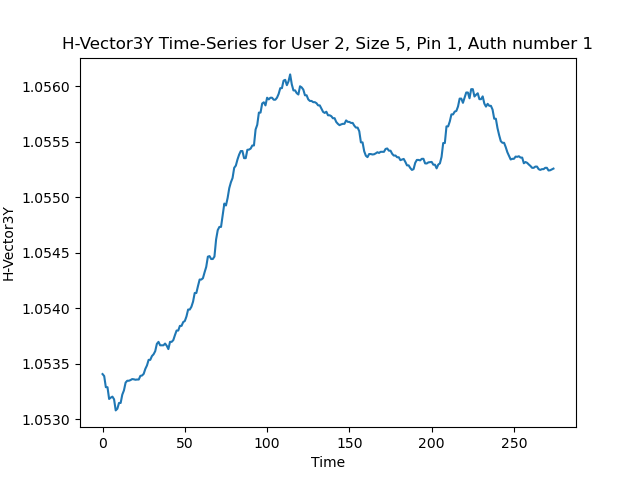 H-Vector3Y Time-Series for User 2, Size 5, Pin 1, Auth number 1
1.0560
1.0555
1.0550
1.0545
1.0540
1.0535
1.0530
H-Vector3Y
0 50 100 150 200 250
Time